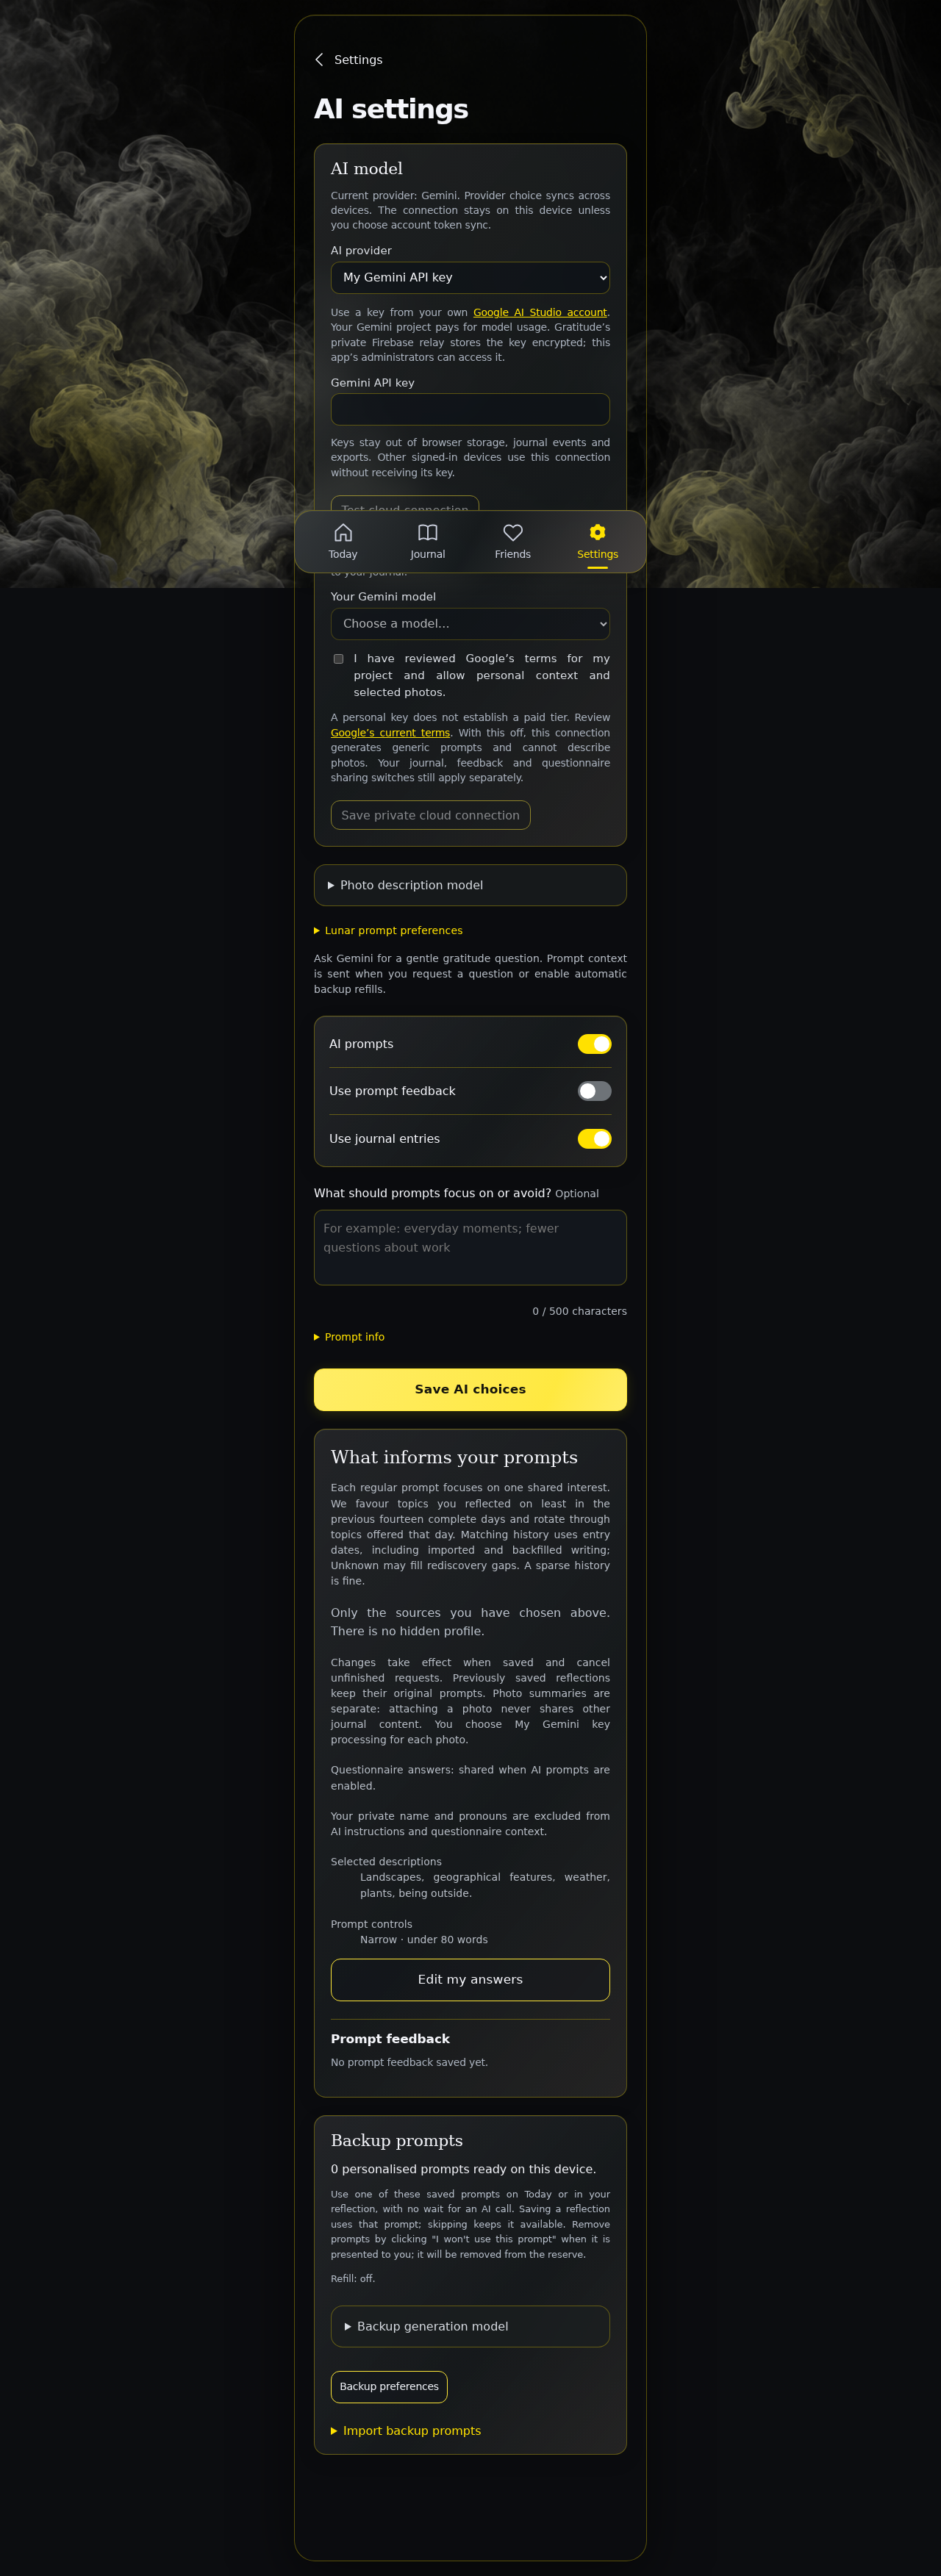 Settings
AI settings
AI model
Current provider: Gemini. Provider choice syncs across
devices. The connection stays on this device unless
you choose account token sync.
AI provider
My Gemini API key
Use a key from your own Google AI Studio account.
Your Gemini project pays for model usage. Gratitude’s
private Firebase relay stores the key encrypted; this
app’s administrators can access it.
Gemini API key
Keys stay out of browser storage, journal events and
exports. Other signed-in devices use this connection
without receiving its key.
Test cloud connection
Today
Journal
Friends
Settings
to your journal.
Your Gemini model
Choose a model…
I have reviewed Google’s terms for my
project and allow personal context and
selected photos.
A personal key does not establish a paid tier. Review
Google’s current terms. With this off, this connection
generates generic prompts and cannot describe
photos. Your journal, feedback and questionnaire
sharing switches still apply separately.
Save private cloud connection
Photo description model
Lunar prompt preferences
Ask Gemini for a gentle gratitude question. Prompt context
is sent when you request a question or enable automatic
backup refills.
AI prompts
Use prompt feedback
Use journal entries
What should prompts focus on or avoid? Optional
For example: everyday moments; fewer
questions about work
0 / 500 characters
Prompt info
Save AI choices
What informs your prompts
Each regular prompt focuses on one shared interest.
We favour topics you reflected on least in the
previous fourteen complete days and rotate through
topics offered that day. Matching history uses entry
dates, including imported and backfilled writing;
Unknown may fill rediscovery gaps. A sparse history
is fine.
Only the sources you have chosen above.
There is no hidden profile.
Changes take effect when saved and cancel
unfinished requests. Previously saved reflections
keep their original prompts. Photo summaries are
separate: attaching a photo never shares other
journal content. You choose My Gemini key
processing for each photo.
Questionnaire answers: shared when AI prompts are
enabled.
Your private name and pronouns are excluded from
AI instructions and questionnaire context.
Selected descriptions
Landscapes, geographical features, weather,
plants, being outside.
Prompt controls
Narrow · under 80 words
Edit my answers
Prompt feedback
No prompt feedback saved yet.
Backup prompts
0 personalised prompts ready on this device.
Use one of these saved prompts on Today or in your
reflection, with no wait for an AI call. Saving a reflection
uses that prompt; skipping keeps it available. Remove
prompts by clicking "I won't use this prompt" when it is
presented to you; it will be removed from the reserve.
Refill: off.
Backup generation model
Backup preferences
Import backup prompts